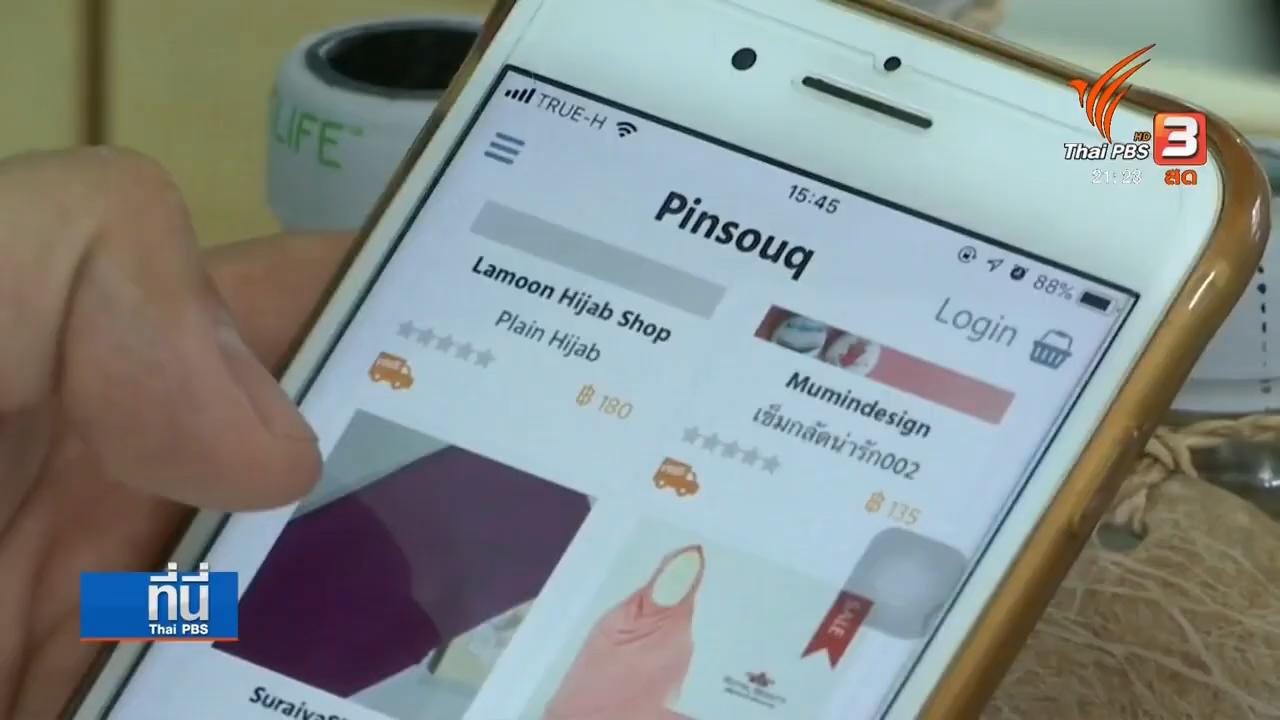 LIFE
TRUE-H
15:45
88%
Pinsouq
Login
Lamoon Hijab Shop
Plain Hijab
฿ 180
Mumindesign
เข็มกลัดน่ารัก002
฿ 135
SALE
HD
Thai PBS
3
21:23
สด
ที่นี่
Thai PBS